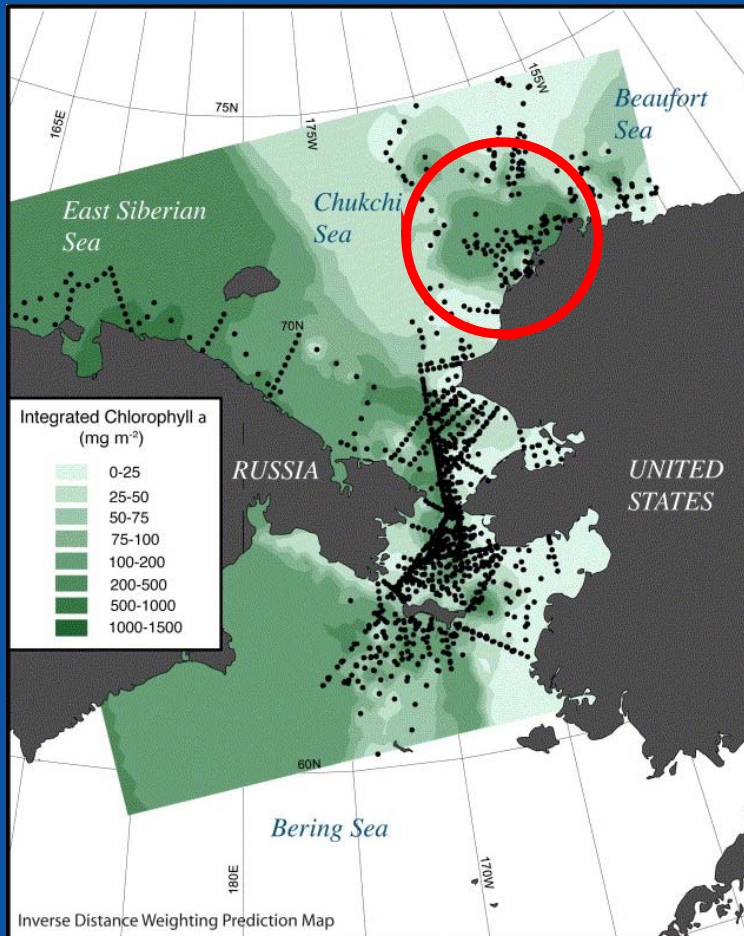 155W
Beaufort
Sea
75N
165E
175W
Chukchi
Sea
East Siberian
Sea
70N
Integrated Chlorophyll a
(mg m-2)
0-25
25-50
50-75
75-100
100-200
200-500
500-1000
1000-1500
RUSSIA
UNITED
STATES
60N
Bering Sea
180E
170W
Inverse Distance Weighting Prediction Map